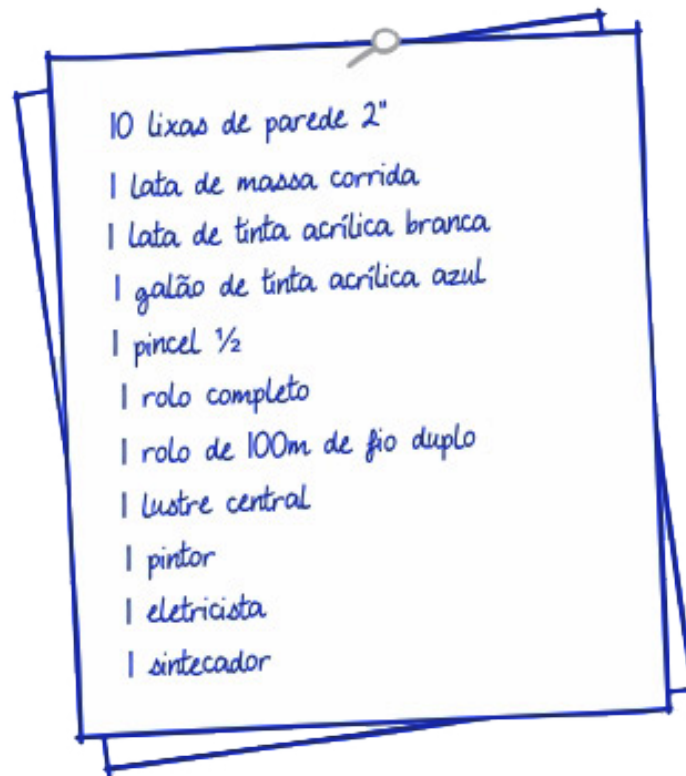 10 lixas de parede 2"
1 lata de massa corrida
1 lata de tinta acrílica branca
1 galão de tinta acrílica azul
1 pincel ½
1 rolo completo
1 rolo de 100m de fio duplo
1 lustre central
1 pintor
1 eletricista
1 sintecador